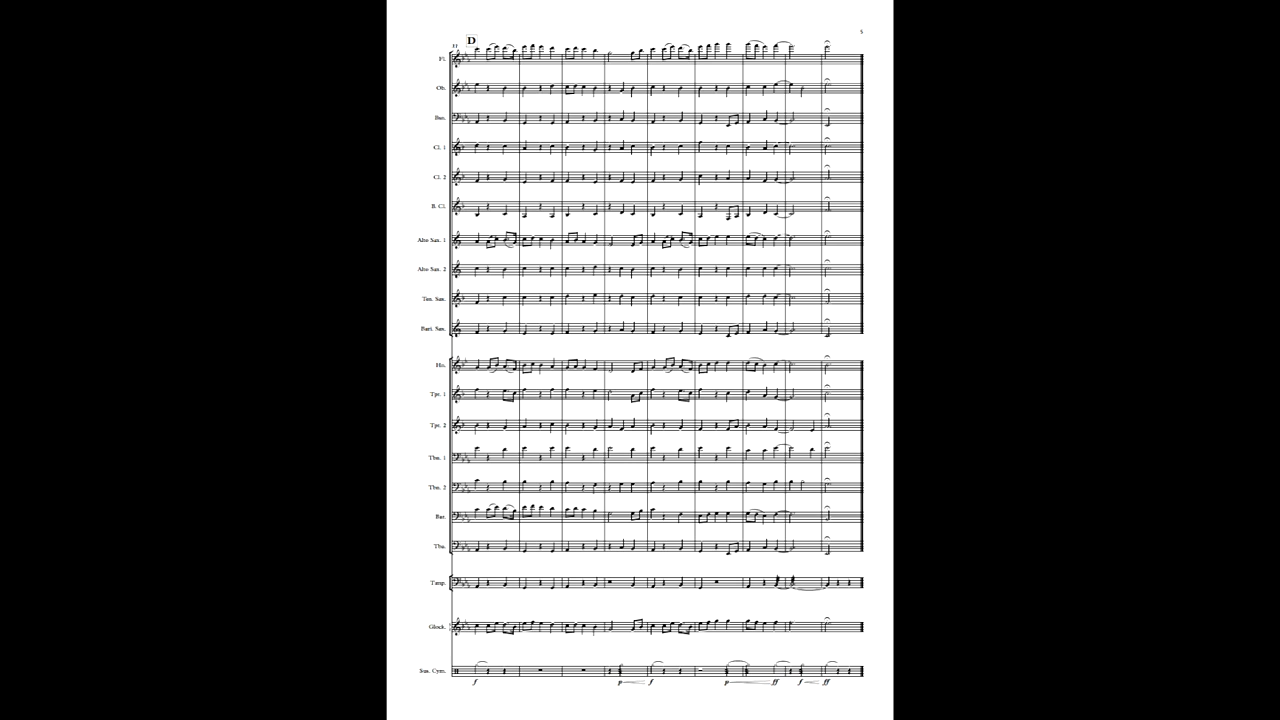 5
D
Fl.
Ob.
Bsn.
Cl. 1
Cl. 2
B. Cl.
Alto Sax. 1
Alto Sax. 2
Ten. Sax.
Bari. Sax.
Hn.
Tpt. 1
Tpt. 2
Tbn. 1
Tbn. 2
Bar.
Tba.
Timp.
Glock.
Sus. Cym.
f p f p ff f ff